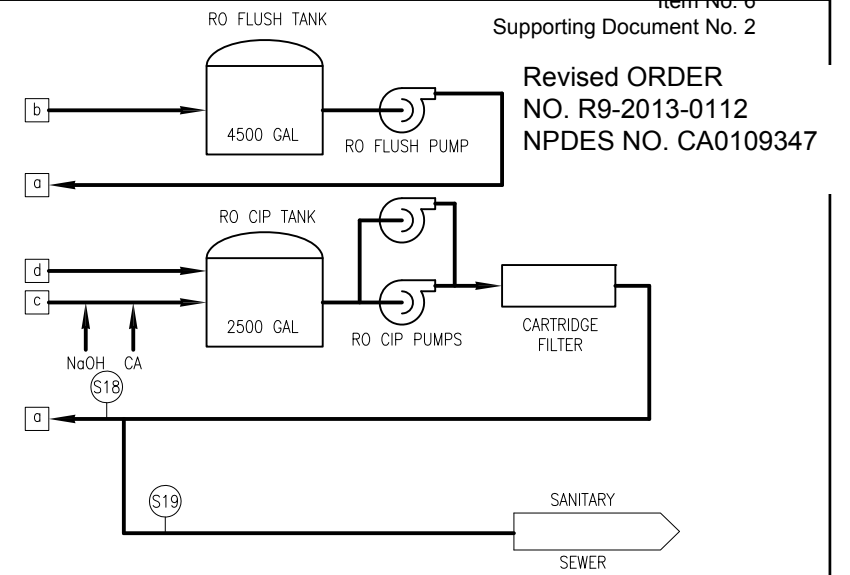 Item No. 6
Supporting Document No. 2
Revised ORDER
NO. R9-2013-0112
NPDES NO. CA0109347
RO FLUSH TANK
b
4500 GAL
RO FLUSH PUMP
a
RO CIP TANK
d
c
2500 GAL
RO CIP PUMPS
CARTRIDGE
FILTER
NaOH CA
S18
a
S19
SANITARY
SEWER